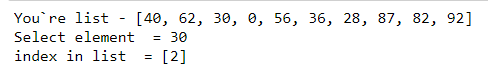 You`re list - [40, 62, 30, 0, 56, 36, 28, 87, 82, 92]
Select element  = 30
index in list  = [2]